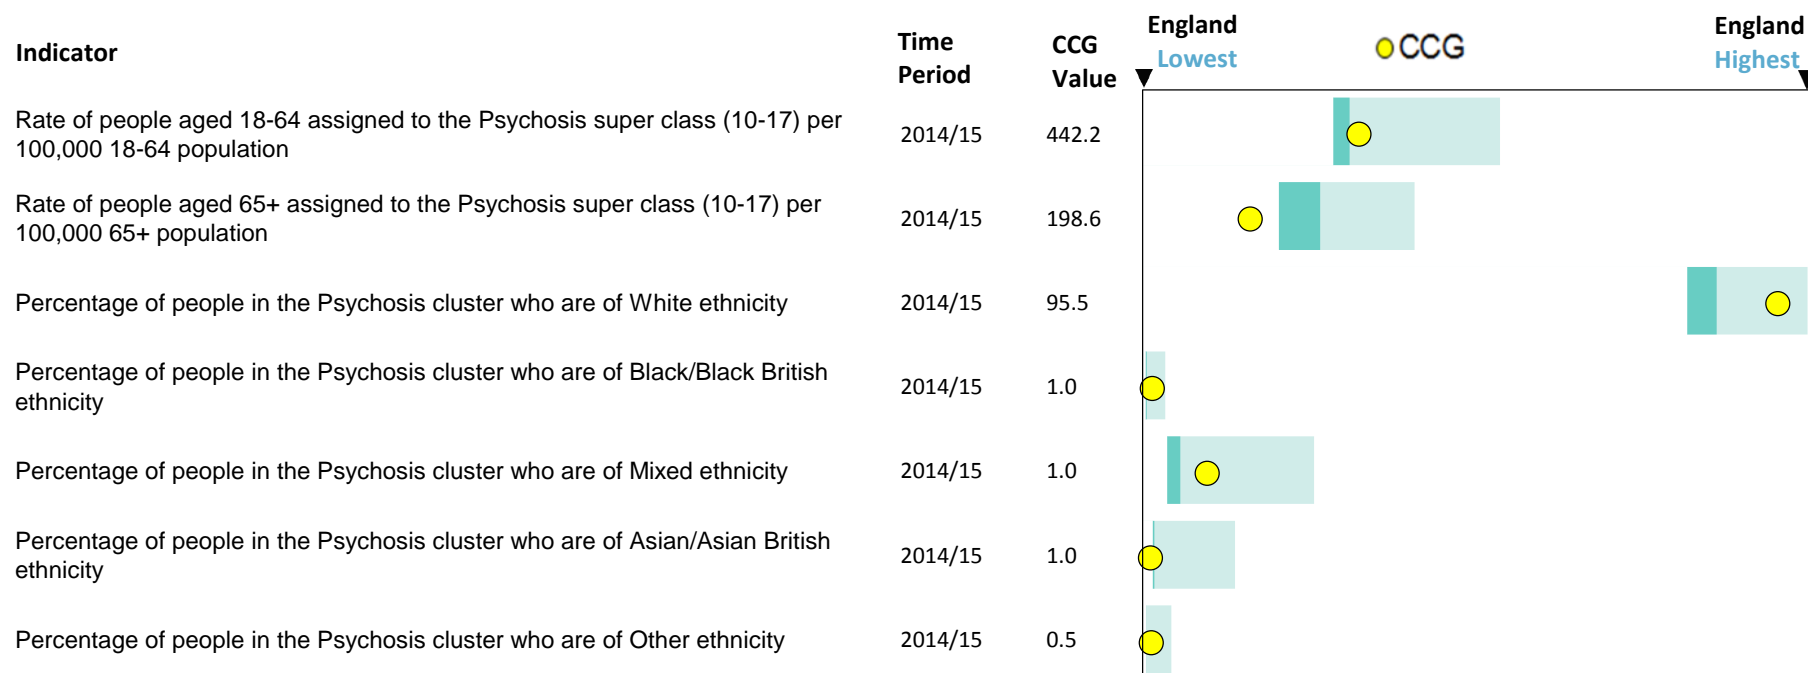 Indicator
Time
Period
CCG
Value
England
Lowest
CCG
England
Highest
Rate of people aged 18-64 assigned to the Psychosis super class (10-17) per
100,000 18-64 population
2014/15
442.2
Rate of people aged 65+ assigned to the Psychosis super class (10-17) per
100,000 65+ population
2014/15
198.6
Percentage of people in the Psychosis cluster who are of White ethnicity
2014/15
95.5
Percentage of people in the Psychosis cluster who are of Black/Black British
ethnicity
2014/15
1.0
Percentage of people in the Psychosis cluster who are of Mixed ethnicity
2014/15
1.0
Percentage of people in the Psychosis cluster who are of Asian/Asian British
ethnicity
2014/15
1.0
Percentage of people in the Psychosis cluster who are of Other ethnicity
2014/15
0.5